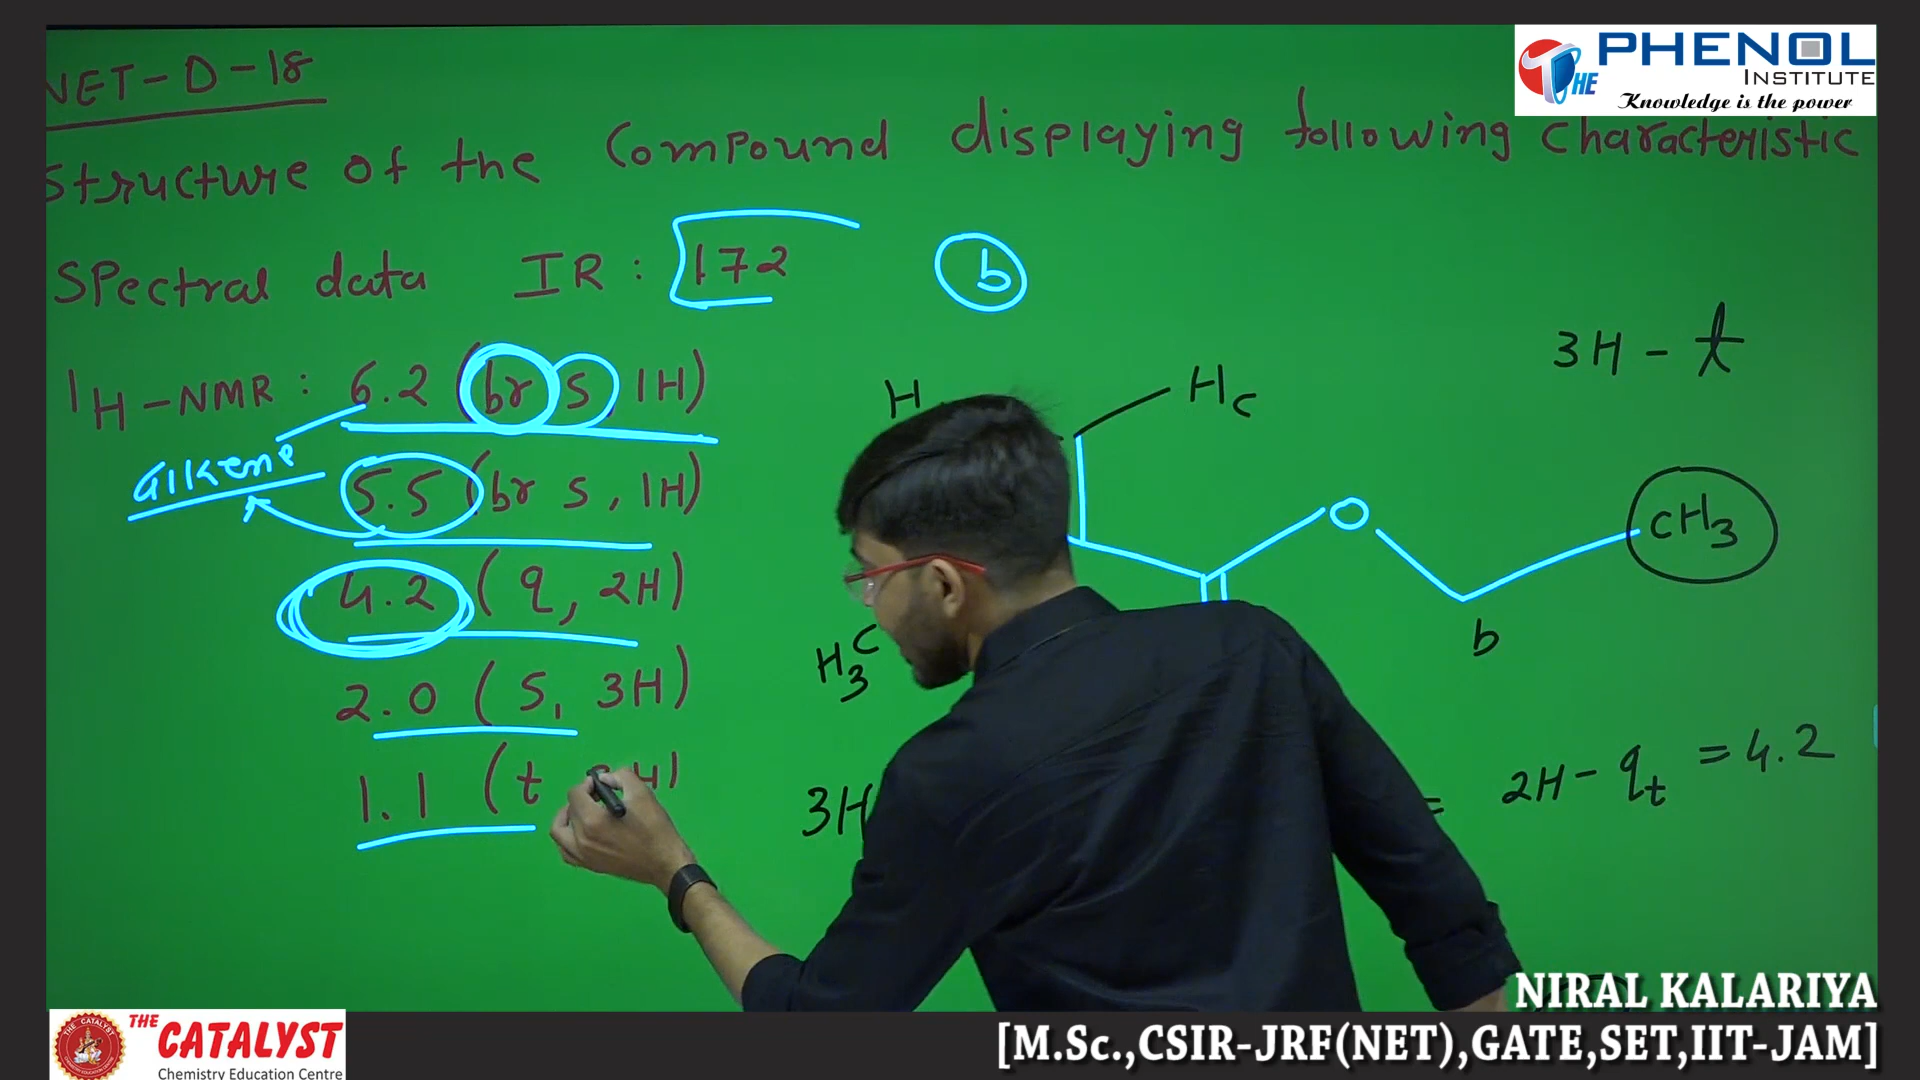 NET-D-18
THE PHENOL
INSTITUTE
Knowledge is the power
Structure of the Compound displaying following characteristic
Spectral data IR: 172
b
1H-NMR: 6.2 (br s, 1H)
alkene
5.5 (br s, 1H)
4.2 (q, 2H)
2.0 (s, 3H)
1.1 (t
3H - t
H
Hc
O
CH3
H3C
b
3H
= 2H - qt = 4.2
NIRAL KALARIYA
[M.Sc.,CSIR-JRF(NET),GATE,SET,IIT-JAM]
THE CATALYST
Chemistry Education Centre